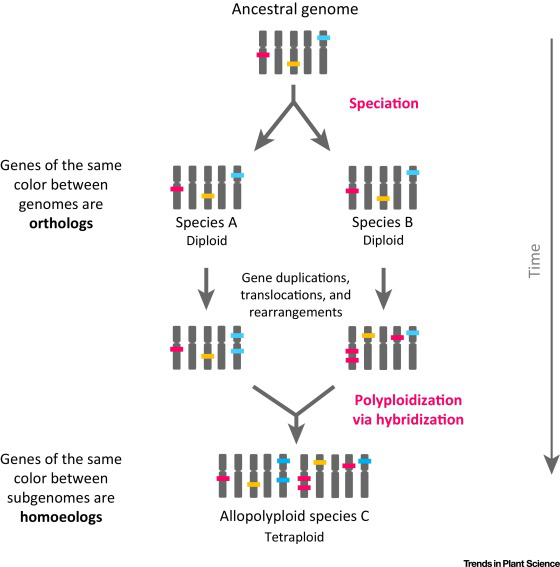 Ancestral genome
Speciation
Genes of the same
color between
genomes are
orthologs
Species A
Diploid
Species B
Diploid
Gene duplications,
translocations, and
rearrangements
Time
Polyploidization
via hybridization
Genes of the same
color between
subgenomes are
homoeologs
Allopolyploid species C
Tetraploid
Trends in Plant Science